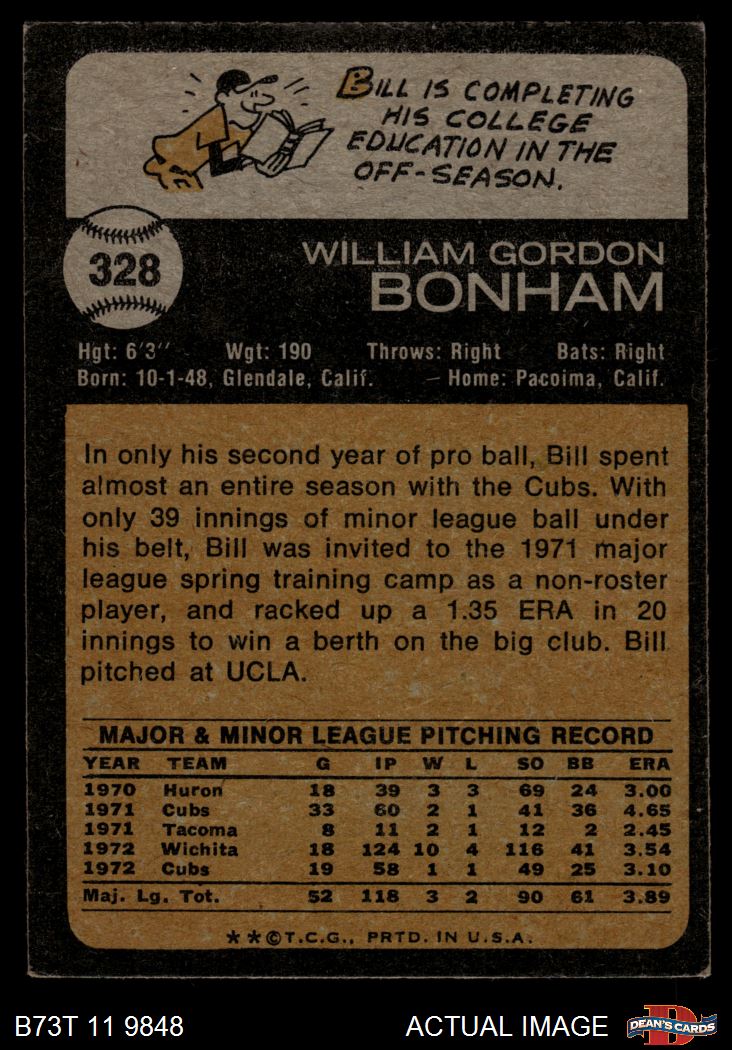 BILL IS COMPLETING
HIS COLLEGE
EDUCATION IN THE
OFF-SEASON.
328
WILLIAM GORDON
BONHAM
Hgt: 6'3" Wgt: 190 Throws: Right Bats: Right
Born: 10-1-48, Glendale, Calif. Home: Pacoima, Calif.
In only his second year of pro ball, Bill spent
almost an entire season with the Cubs. With
only 39 innings of minor league ball under
his belt, Bill was invited to the 1971 major
league spring training camp as a non-roster
player, and racked up a 1.35 ERA in 20
innings to win a berth on the big club. Bill
pitched at UCLA.
MAJOR & MINOR LEAGUE PITCHING RECORD
YEAR TEAM G IP W L SO BB ERA
1970 Huron 18 39 3 3 69 24 3.00
1971 Cubs 33 60 2 1 41 36 4.65
1971 Tacoma 8 11 2 1 12 2 2.45
1972 Wichita 18 124 10 4 116 41 3.54
1972 Cubs 19 58 1 1 49 25 3.10
Maj. Lg. Tot. 52 118 3 2 90 61 3.89
**©T.C.G., PRTD. IN U.S.A.
B73T 11 9848 ACTUAL IMAGE
D
DEAN'S CARDS